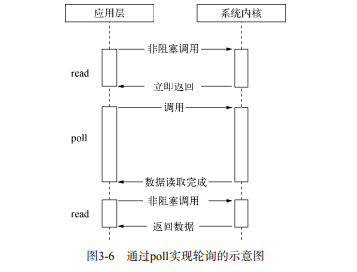 应用层 系统内核
非阻塞调用
read
立即返回
调用
poll
数据读取完成
非阻塞调用
read
返回数据
图3-6 通过poll实现轮询的示意图